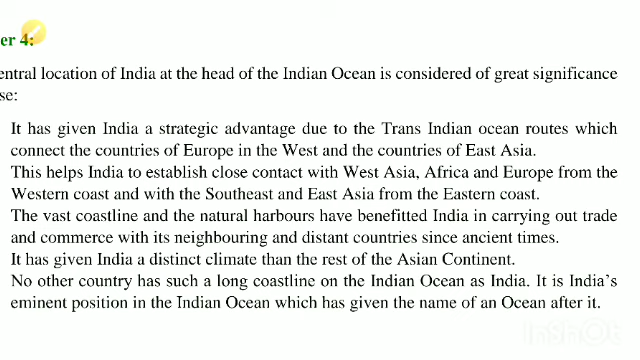 er 4:
entral location of India at the head of the Indian Ocean is considered of great significance
se:
It has given India a strategic advantage due to the Trans Indian ocean routes which
connect the countries of Europe in the West and the countries of East Asia.
This helps India to establish close contact with West Asia, Africa and Europe from the
Western coast and with the Southeast and East Asia from the Eastern coast.
The vast coastline and the natural harbours have benefitted India in carrying out trade
and commerce with its neighbouring and distant countries since ancient times.
It has given India a distinct climate than the rest of the Asian Continent.
No other country has such a long coastline on the Indian Ocean as India. It is India's
eminent position in the Indian Ocean which has given the name of an Ocean after it.
InShOt